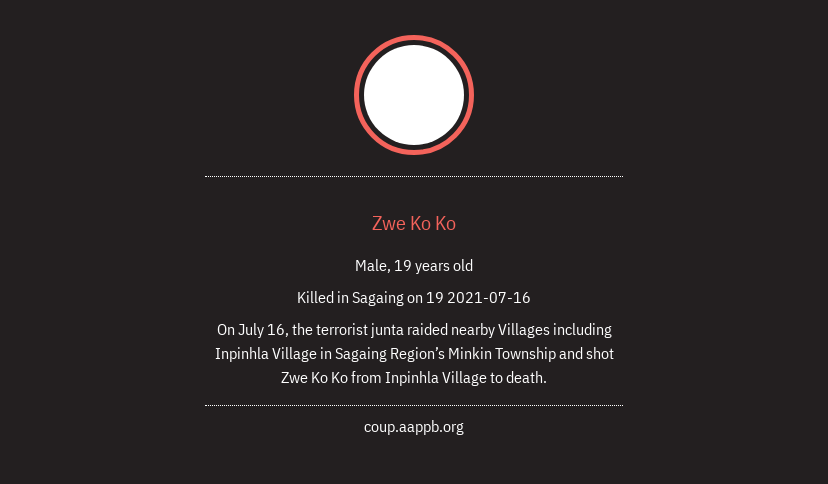 Zwe Ko Ko
Male, 19 years old
Killed in Sagaing on 19 2021-07-16
On July 16, the terrorist junta raided nearby Villages including
Inpinhla Village in Sagaing Region’s Minkin Township and shot
Zwe Ko Ko from Inpinhla Village to death.
coup.aappb.org